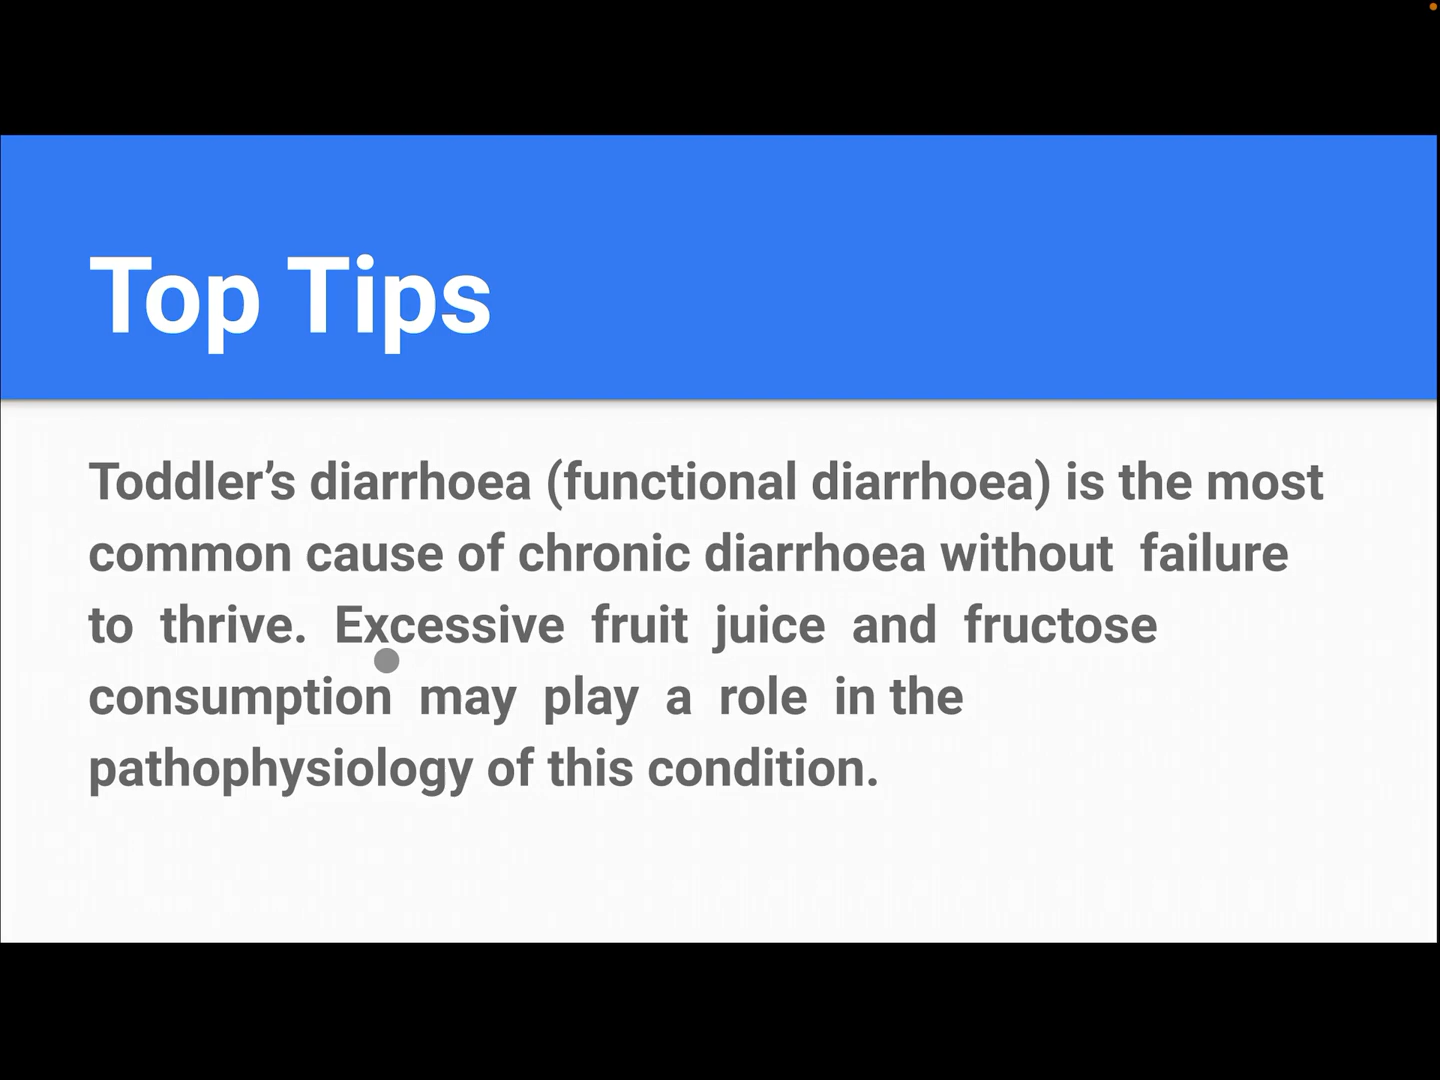 Top Tips
Toddler’s diarrhoea (functional diarrhoea) is the most
common cause of chronic diarrhoea without  failure
to  thrive.  Excessive  fruit  juice  and  fructose
consumption  may  play  a  role  in the
pathophysiology of this condition.